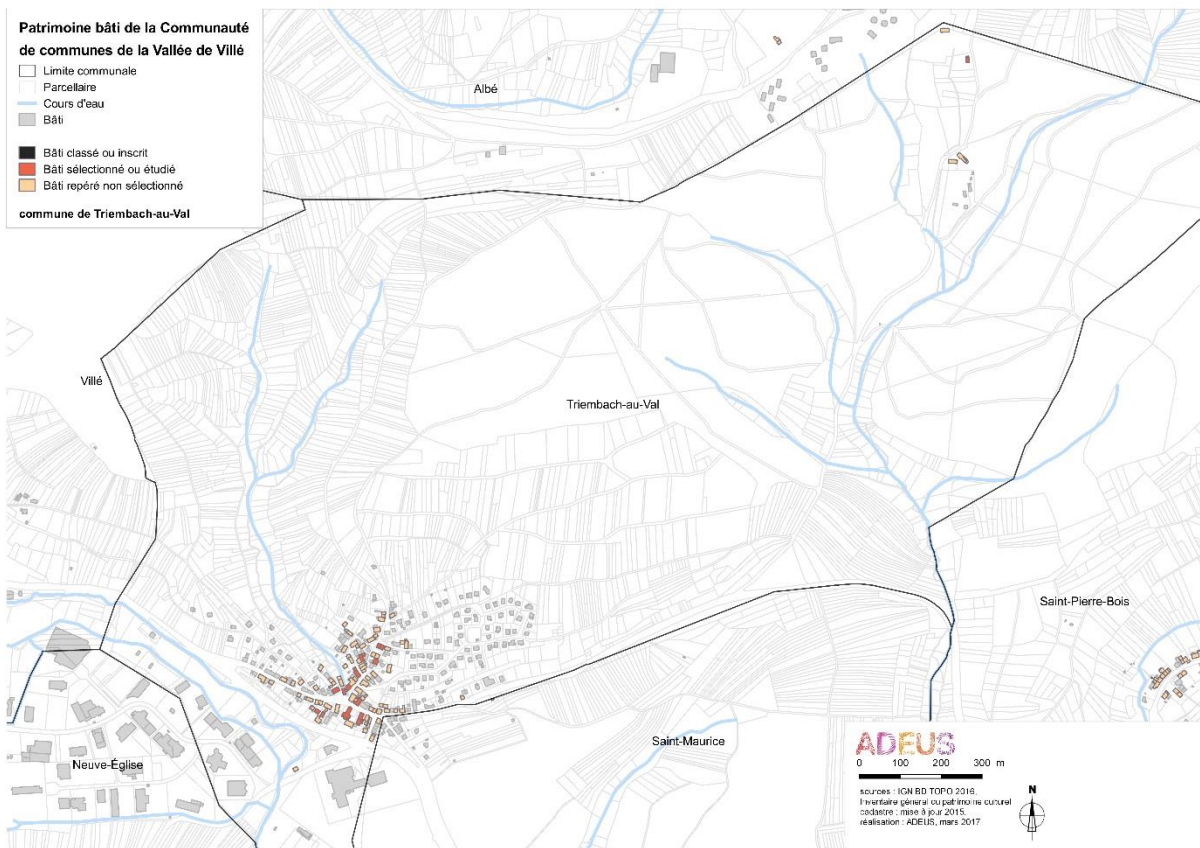 Patrimoine bâti de la Communauté
de communes de la Vallée de Villé
Limite communale
Parcellaire
Cours d'eau
Bâti
Bâti classé ou inscrit
Bâti sélectionné ou étudié
Bâti repéré non sélectionné
commune de Triembach-au-Val
Albé
Villé
Triembach-au-Val
Saint-Pierre-Bois
Saint-Maurice
Neuve-Église
ADEUS
0 100 200 300 m
sources : IGN BD TOPO 2016,
Inventaire général du patrimoine culturel
cadastre : mise à jour 2015,
réalisation : ADEUS, mars 2017
N